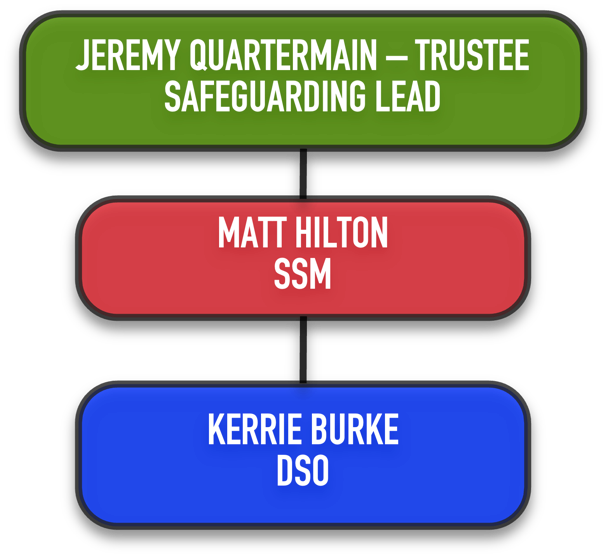 JEREMY QUARTERMAIN – TRUSTEE
SAFEGUARDING LEAD
MATT HILTON
SSM
KERRIE BURKE
DSO